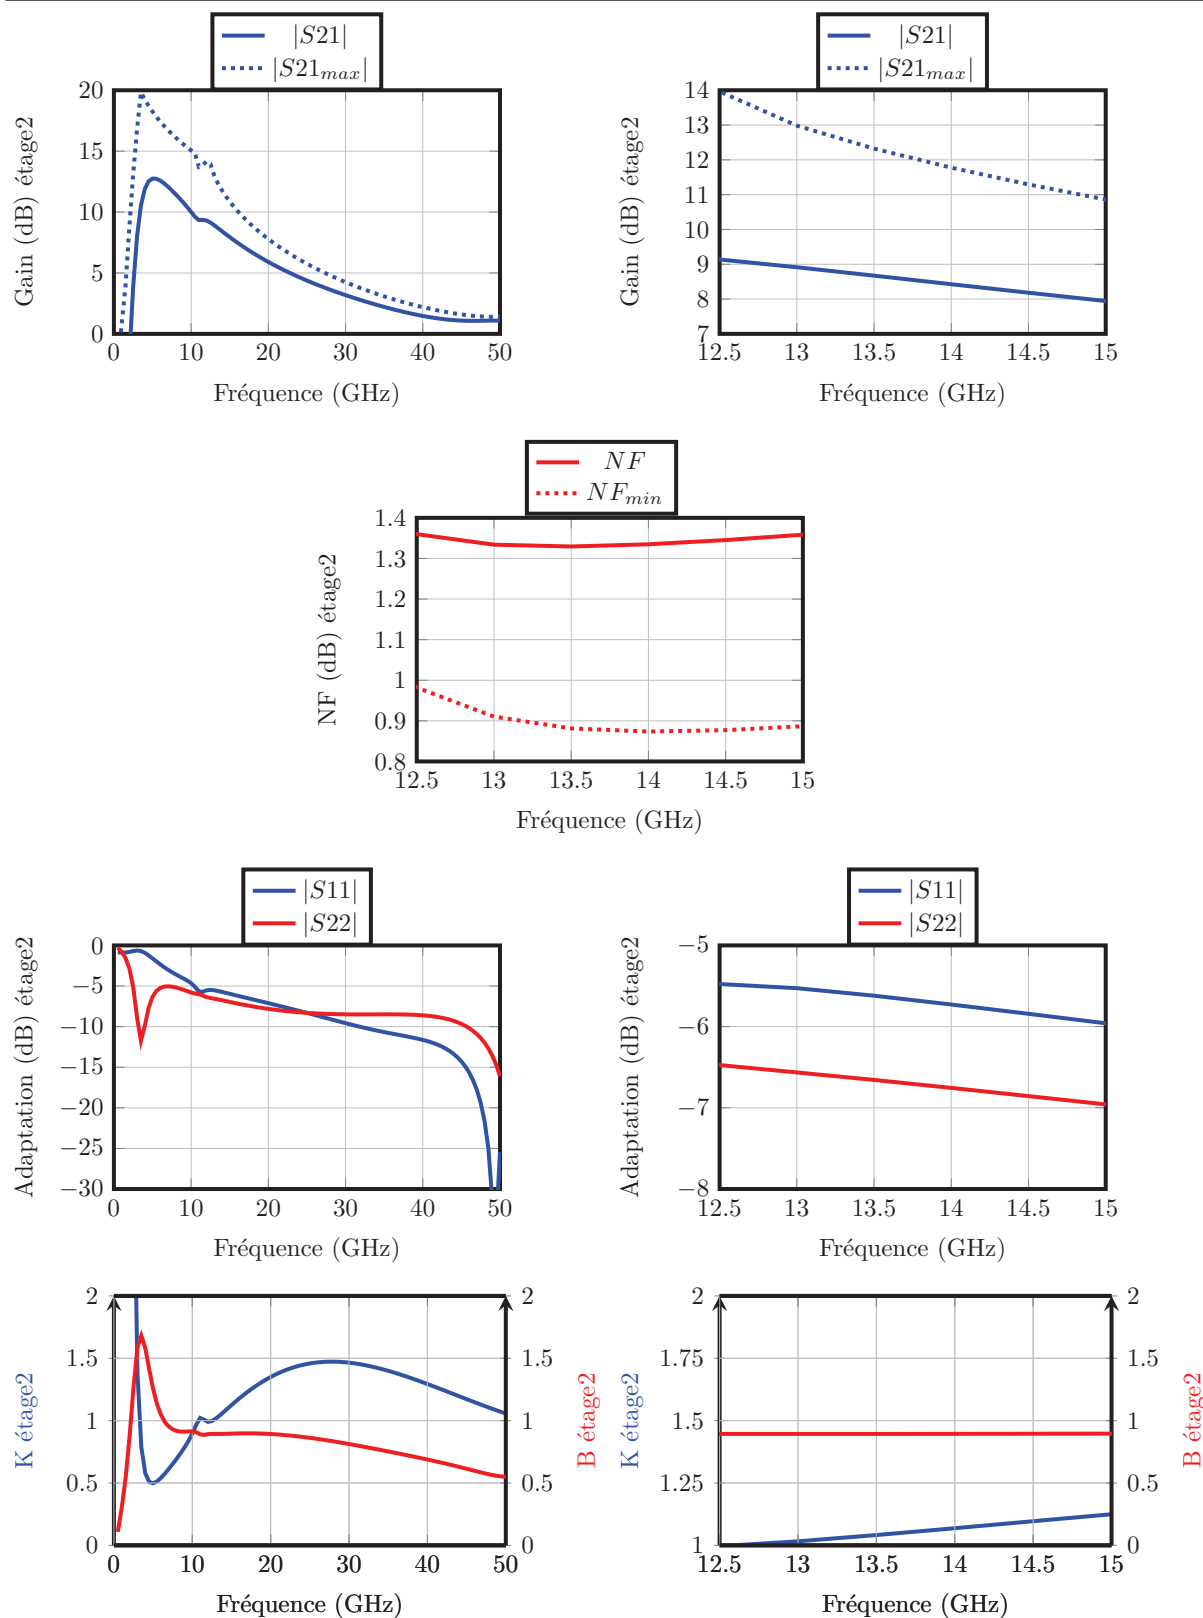 |S21|
|S21max|
20
15
10
5
0
0 10 20 30 40 50
Fréquence (GHz)
Gain (dB) étage2
|S21|
|S21max|
14
13
12
11
10
9
8
7
12.5 13 13.5 14 14.5 15
Fréquence (GHz)
Gain (dB) étage2
NF
NFmin
1.4
1.3
1.2
1.1
1
0.9
0.8
12.5 13 13.5 14 14.5 15
Fréquence (GHz)
NF (dB) étage2
|S11|
|S22|
0
−5
−10
−15
−20
−25
−30
0 10 20 30 40 50
Fréquence (GHz)
Adaptation (dB) étage2
|S11|
|S22|
−5
−6
−7
−8
12.5 13 13.5 14 14.5 15
Fréquence (GHz)
Adaptation (dB) étage2
2
1.5
1
0.5
0
0 10 20 30 40 50
Fréquence (GHz)
K étage2
2
1.5
1
0.5
0
B étage2
2
1.75
1.5
1.25
1
12.5 13 13.5 14 14.5 15
Fréquence (GHz)
K étage2
2
1.5
1
0.5
0
B étage2